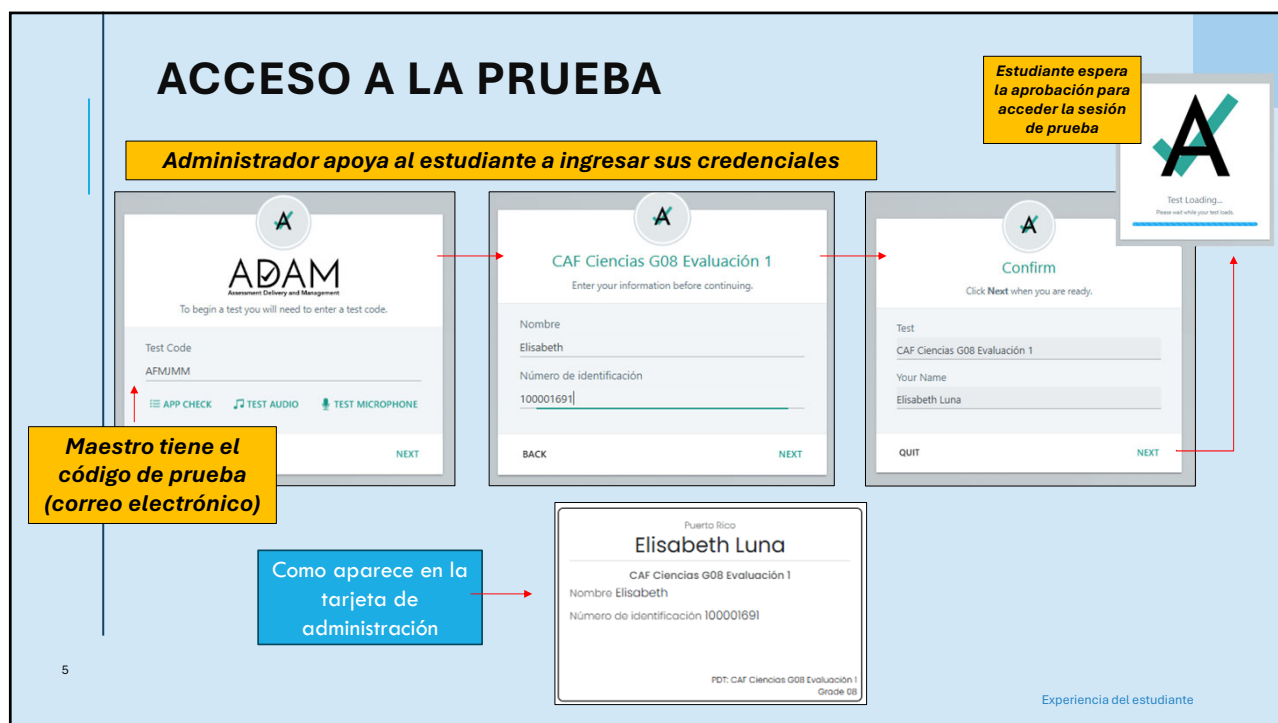 ACCESO A LA PRUEBA
Estudiante espera
la aprobación para
acceder la sesión
de prueba
Administrador apoya al estudiante a ingresar sus credenciales
Test Loading...
Please wait while your test loads.
ADAM
Assessment Delivery and Management
To begin a test you will need to enter a test code.
Test Code
AFMJMM
APP CHECK TEST AUDIO TEST MICROPHONE
NEXT
Maestro tiene el
código de prueba
(correo electrónico)
CAF Ciencias G08 Evaluación 1
Enter your information before continuing.
Nombre
Elisabeth
Número de identificación
100001691
BACK NEXT
Confirm
Click Next when you are ready.
Test
CAF Ciencias G08 Evaluación 1
Your Name
Elisabeth Luna
QUIT NEXT
Como aparece en la
tarjeta de
administración
Puerto Rico
Elisabeth Luna
CAF Ciencias G08 Evaluación 1
Nombre Elisabeth
Número de identificación 100001691
PDT: CAF Ciencias G08 Evaluación 1
Grade 08
5
Experiencia del estudiante